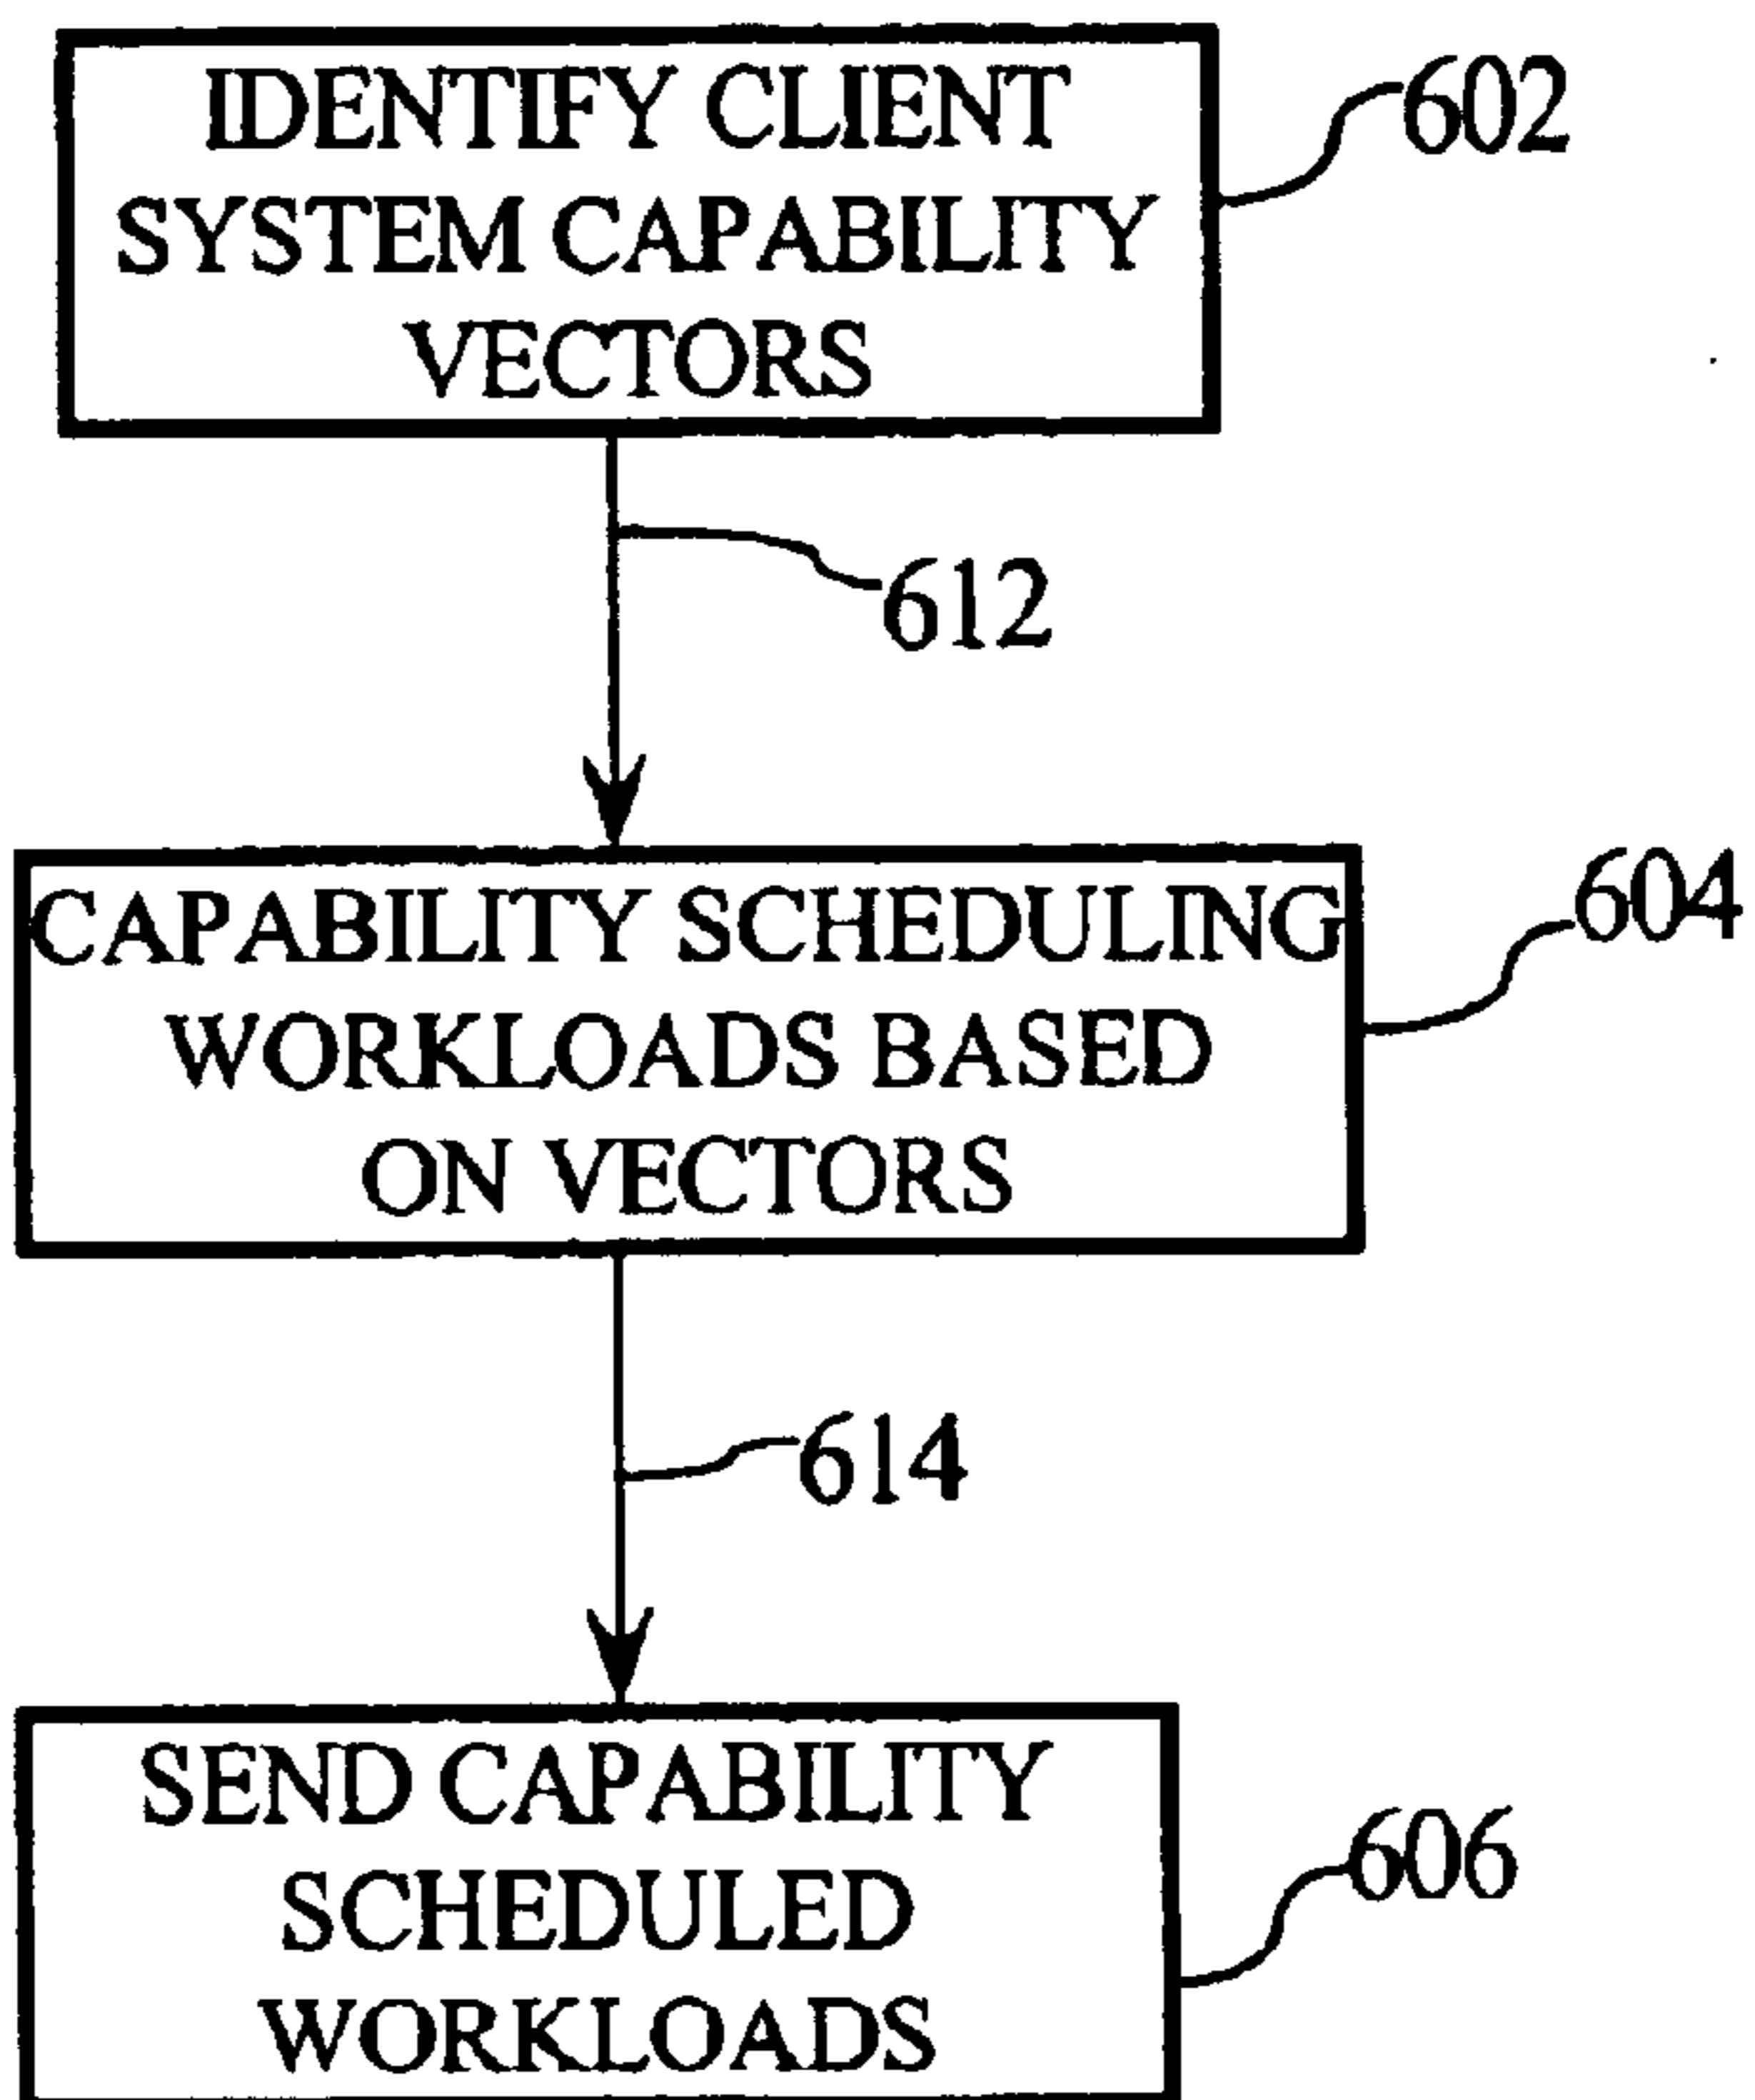 IDENTIFY CLIENT
SYSTEM CAPABILITY
VECTORS
602
612
CAPABILITY SCHEDULING
WORKLOADS BASED
ON VECTORS
604
614
SEND CAPABILITY
SCHEDULED
WORKLOADS
606